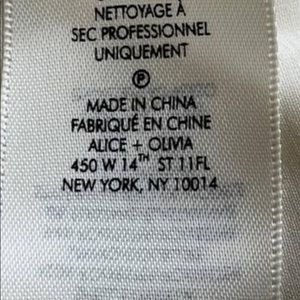 NETTOYAGE À
SEC PROFESSIONNEL
UNIQUEMENT
P
MADE IN CHINA
FABRIQUÉ EN CHINE
ALICE + OLIVIA
450 W 14TH ST 11FL
NEW YORK, NY 10014